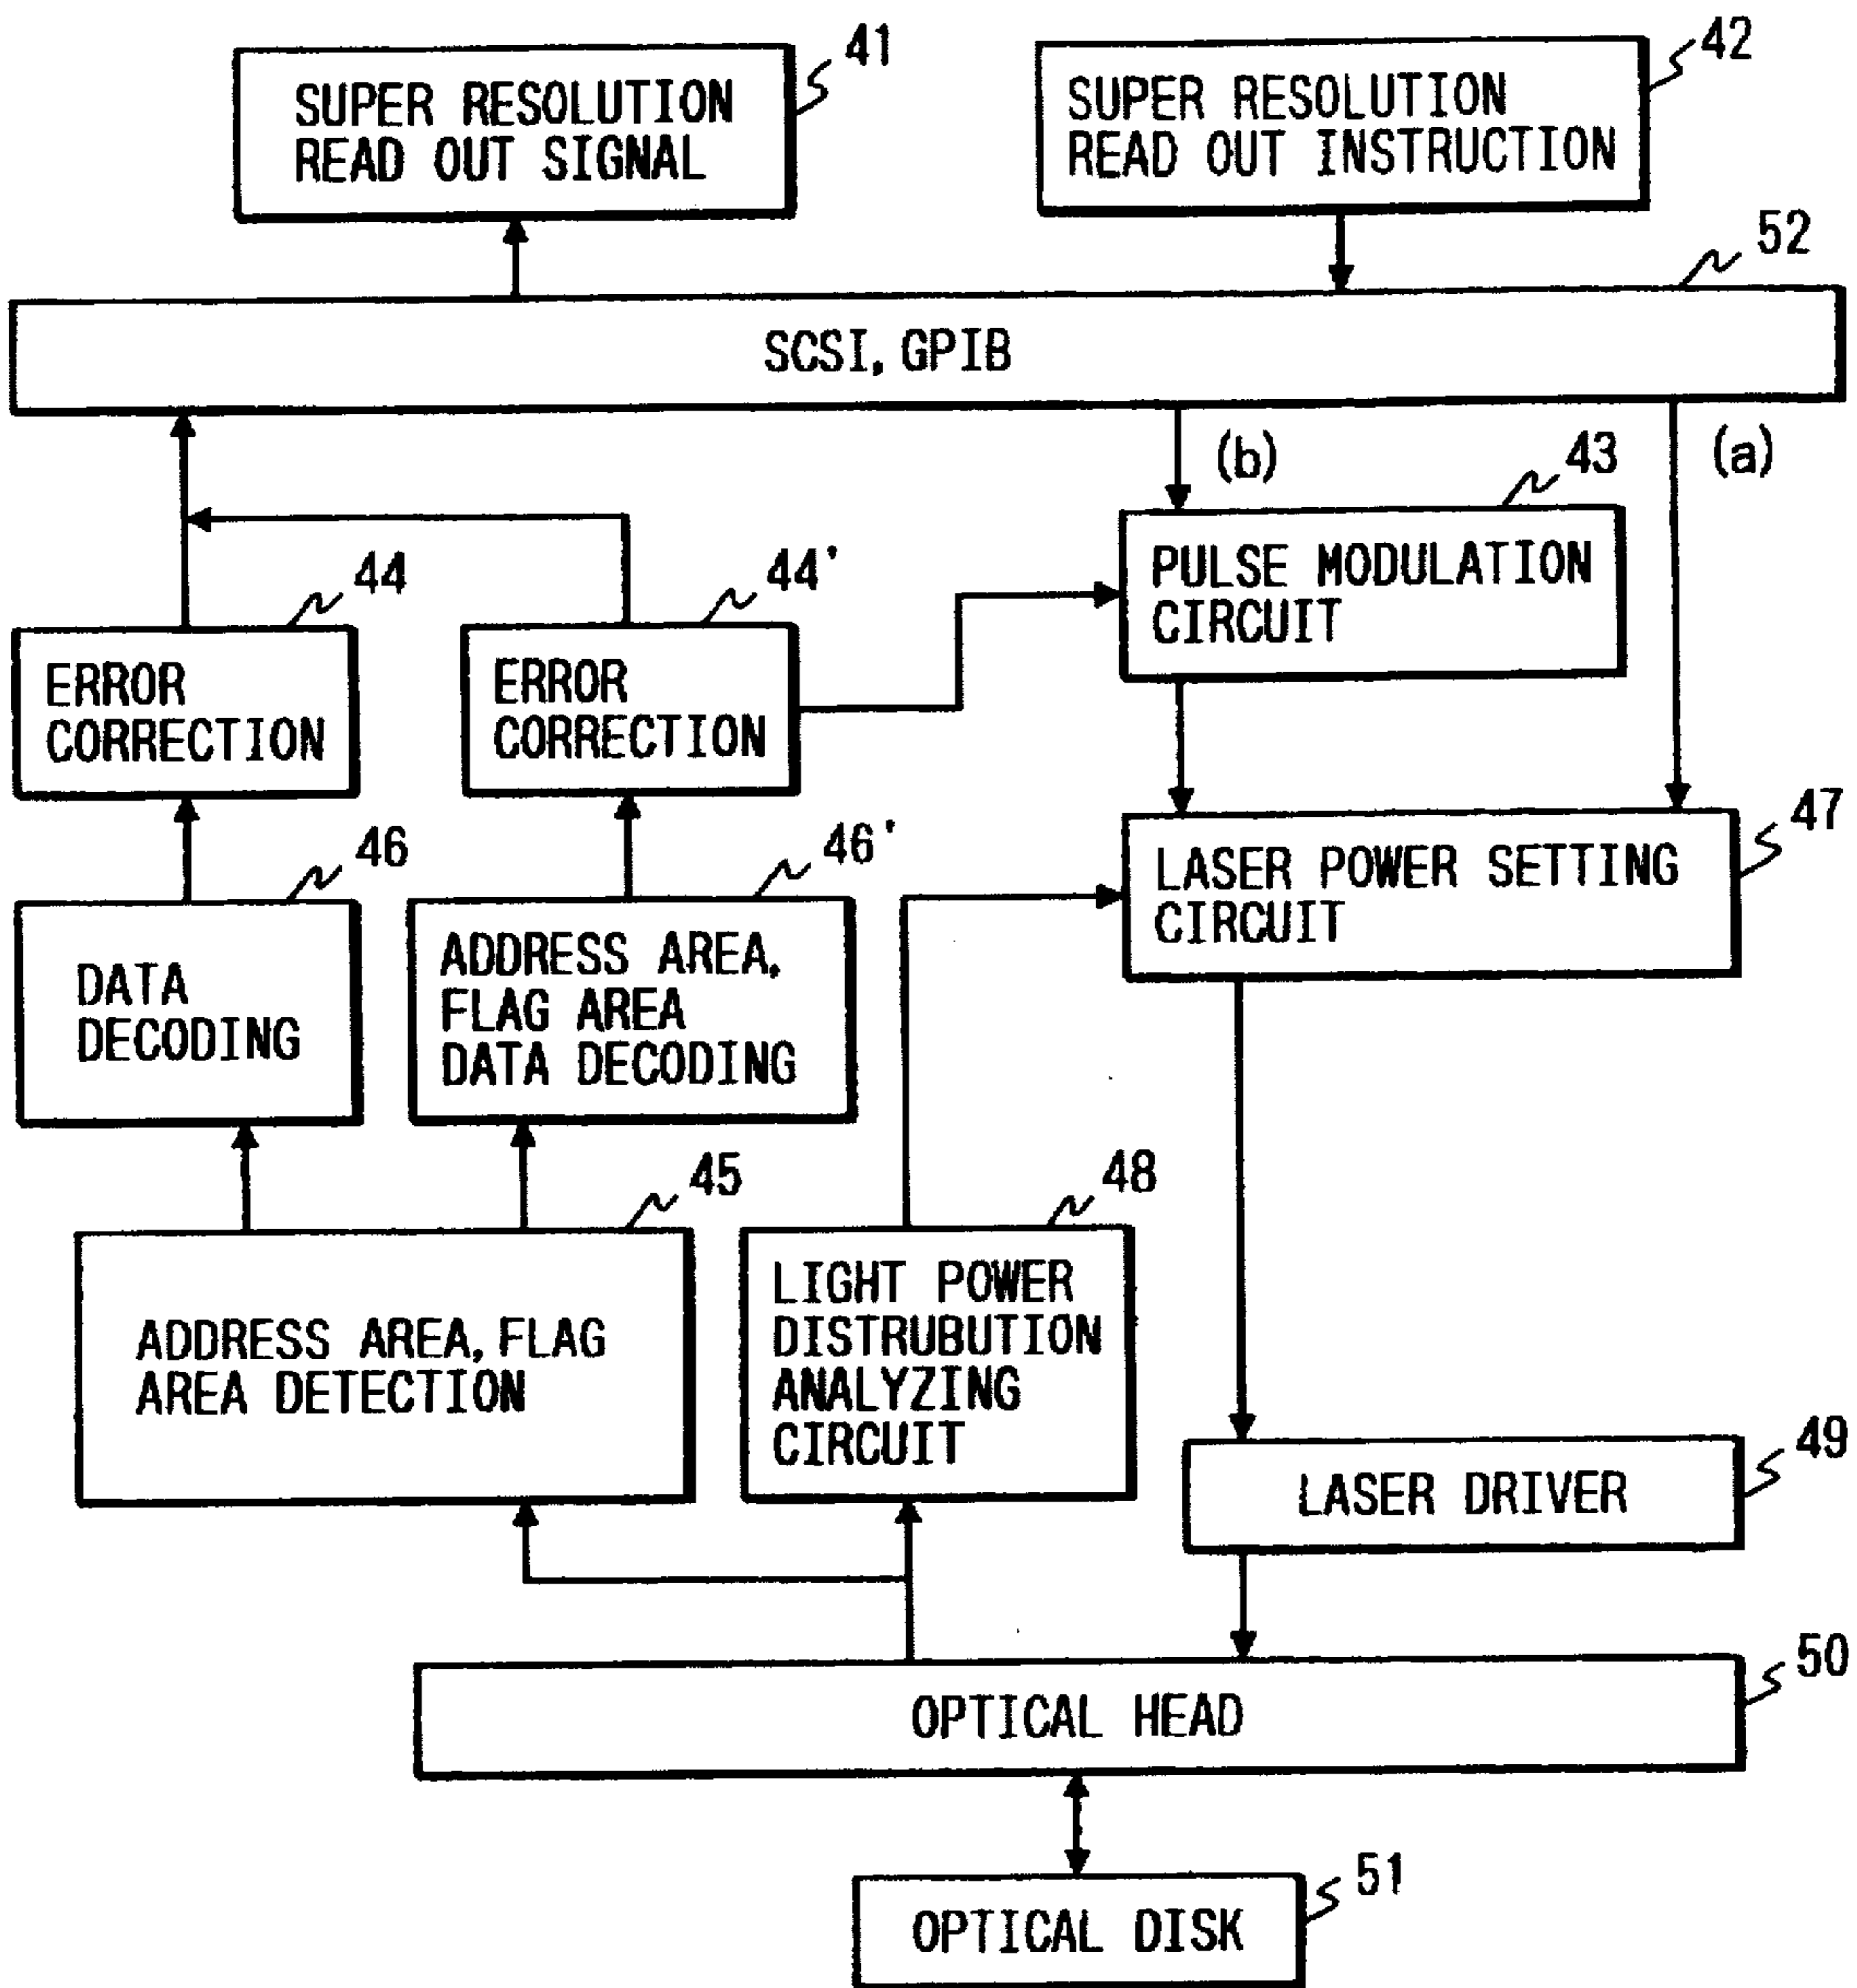 41
42
SUPER RESOLUTION
READ OUT SIGNAL
SUPER RESOLUTION
READ OUT INSTRUCTION
52
SCSI, GPIB
(b)
(a)
43
PULSE MODULATION
CIRCUIT
44
44'
ERROR
CORRECTION
ERROR
CORRECTION
47
LASER POWER SETTING
CIRCUIT
46
46'
DATA
DECODING
ADDRESS AREA,
FLAG AREA
DATA DECODING
45
48
ADDRESS AREA, FLAG
AREA DETECTION
LIGHT POWER
DISTRUBUTION
ANALYZING
CIRCUIT
49
LASER DRIVER
50
OPTICAL HEAD
51
OPTICAL DISK